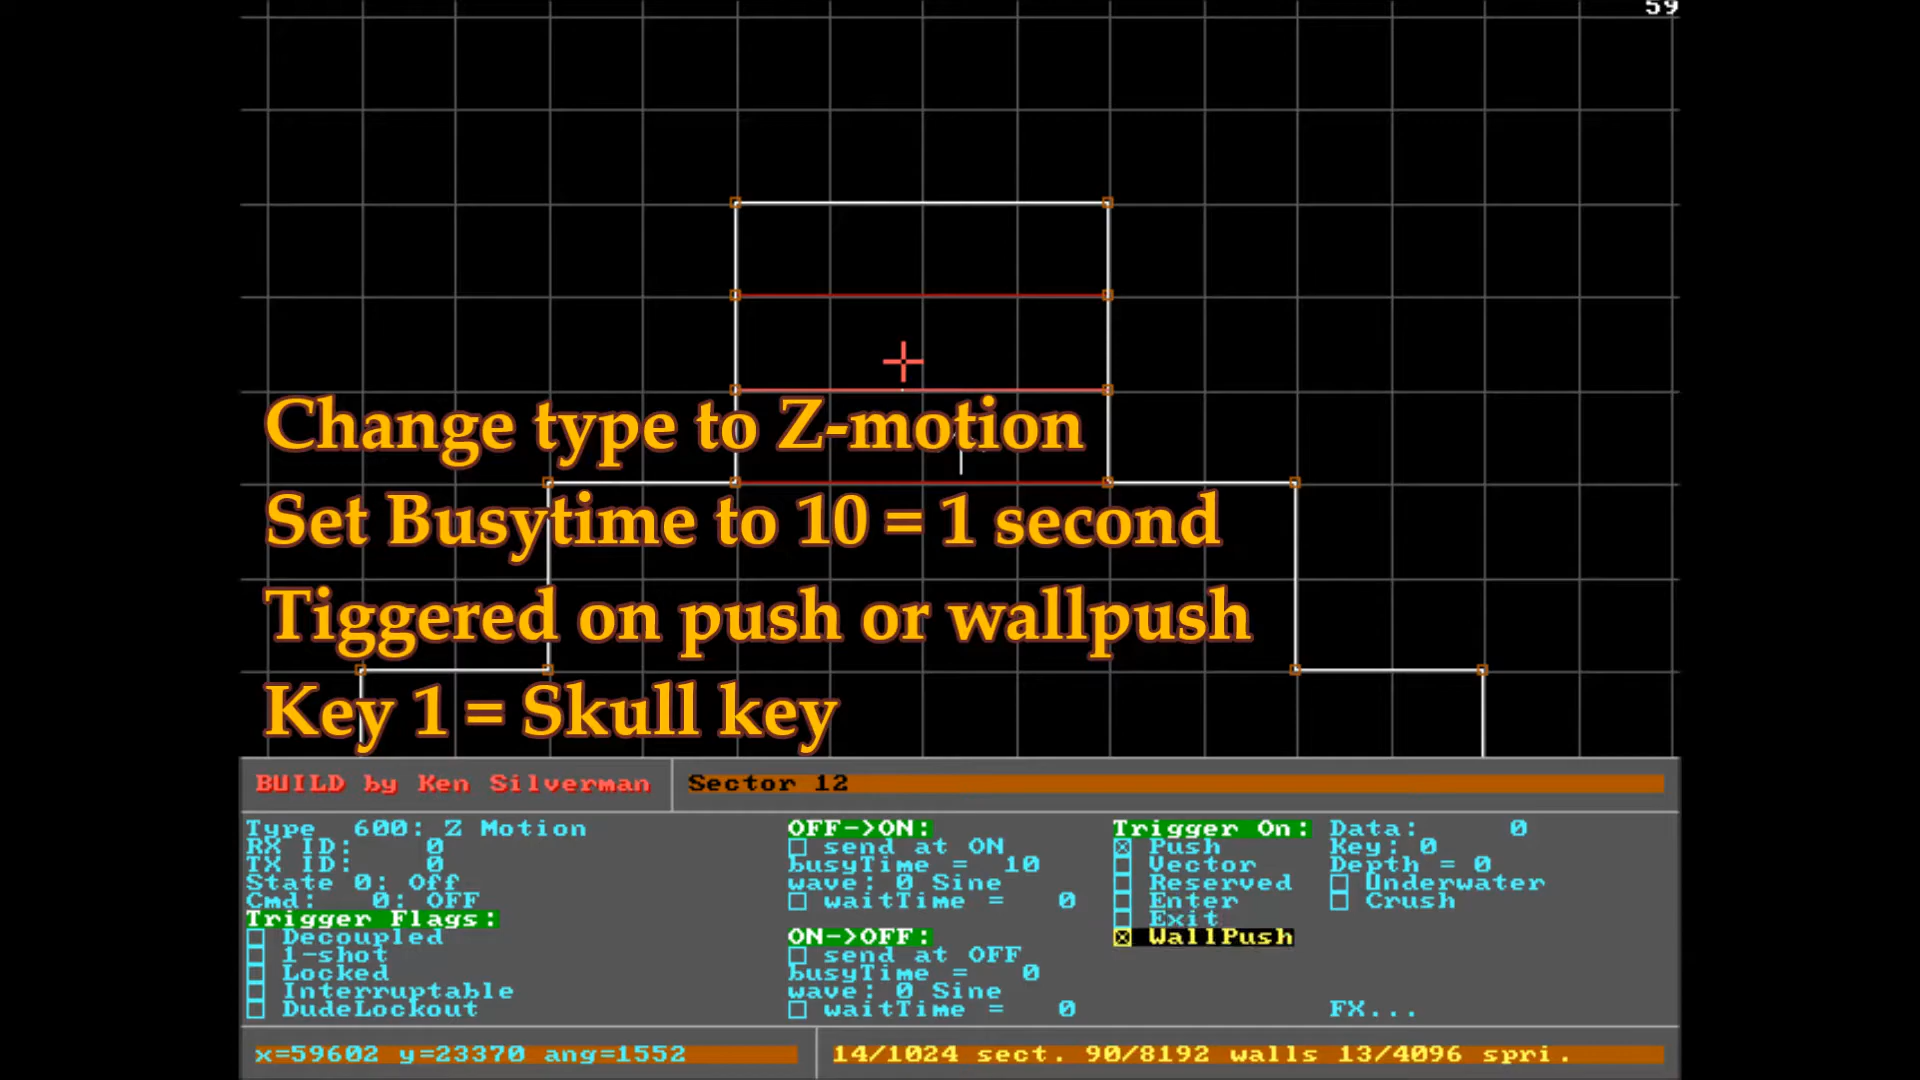 59
Change type to Z-motion
Set Busytime to 10 = 1 second
Tiggered on push or wallpush
Key 1 = Skull key
BUILD by Ken Silverman
Sector 12
Type 600: Z Motion
RX ID: 0
TX ID: 0
State 0: Off
Cmd: 0: OFF
Trigger Flags:
Decoupled
1-shot
Locked
Interruptable
DudeLockout
OFF->ON:
send at ON
busyTime = 10
wave: 0 Sine
waitTime = 0
ON->OFF:
send at OFF
busyTime = 0
wave: 0 Sine
waitTime = 0
Trigger On:
Push
Vector
Reserved
Enter
Exit
WallPush
Data: 0
Key: 0
Depth = 0
Underwater
Crush
FX...
x=59602 y=23370 ang=1552
14/1024 sect. 90/8192 walls 13/4096 spri.